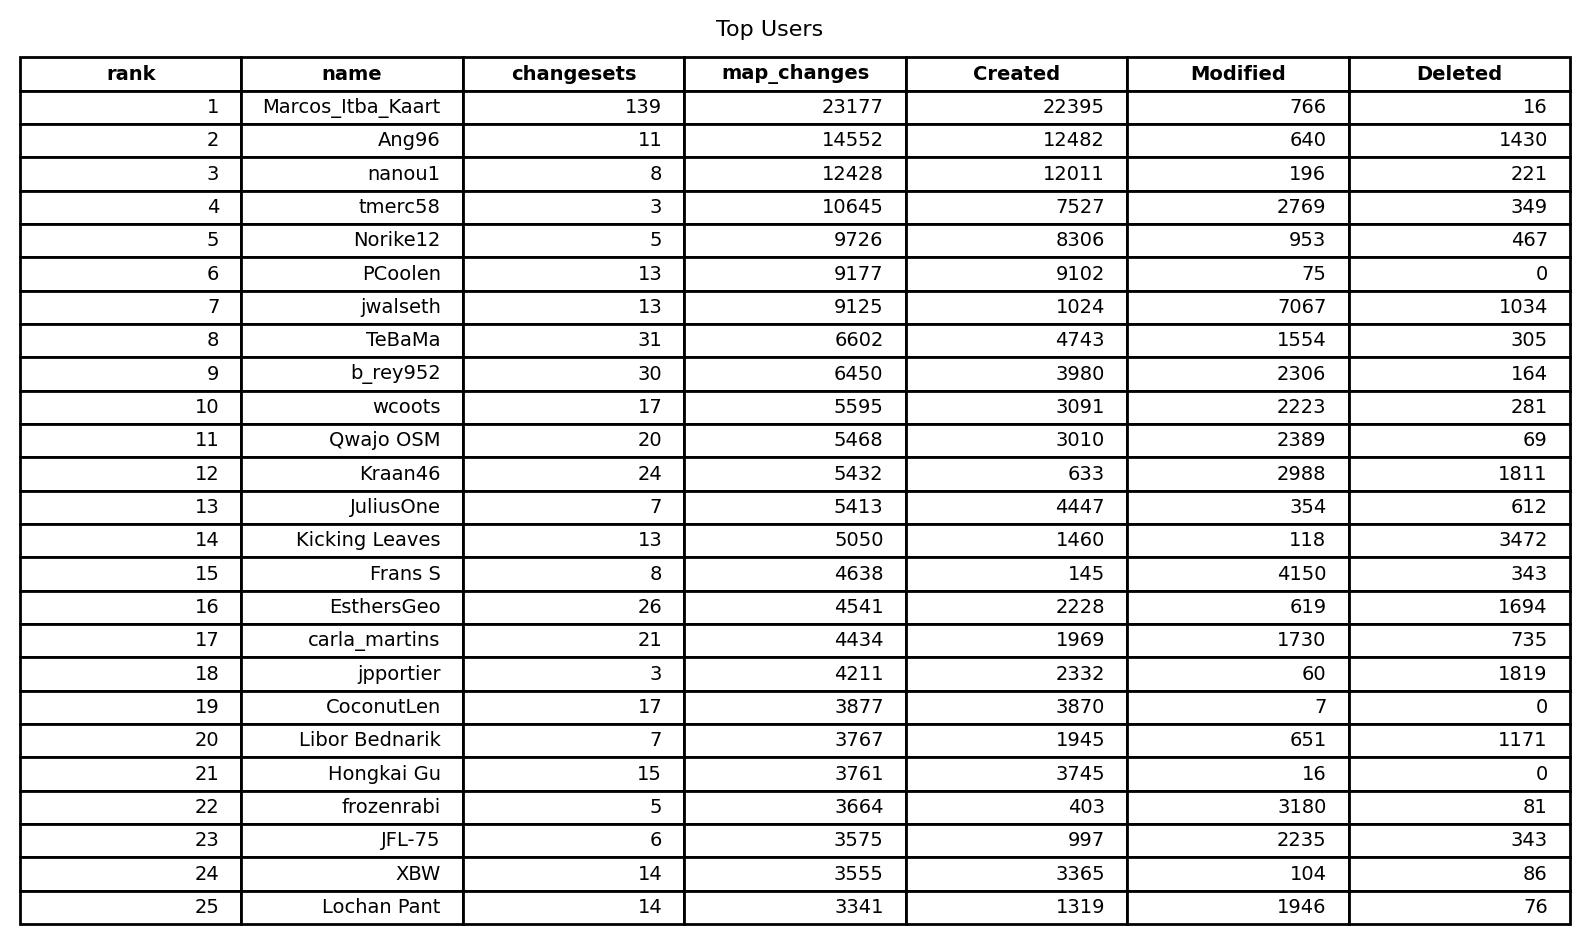 Top Users
rank name changesets map_changes Created Modified Deleted
1 Marcos_Itba_Kaart 139 23177 22395 766 16
2 Ang96 11 14552 12482 640 1430
3 nanou1 8 12428 12011 196 221
4 tmerc58 3 10645 7527 2769 349
5 Norike12 5 9726 8306 953 467
6 PCoolen 13 9177 9102 75 0
7 jwalseth 13 9125 1024 7067 1034
8 TeBaMa 31 6602 4743 1554 305
9 b_rey952 30 6450 3980 2306 164
10 wcoots 17 5595 3091 2223 281
11 Qwajo OSM 20 5468 3010 2389 69
12 Kraan46 24 5432 633 2988 1811
13 JuliusOne 7 5413 4447 354 612
14 Kicking Leaves 13 5050 1460 118 3472
15 Frans S 8 4638 145 4150 343
16 EsthersGeo 26 4541 2228 619 1694
17 carla_martins 21 4434 1969 1730 735
18 jpportier 3 4211 2332 60 1819
19 CoconutLen 17 3877 3870 7 0
20 Libor Bednarik 7 3767 1945 651 1171
21 Hongkai Gu 15 3761 3745 16 0
22 frozenrabi 5 3664 403 3180 81
23 JFL-75 6 3575 997 2235 343
24 XBW 14 3555 3365 104 86
25 Lochan Pant 14 3341 1319 1946 76